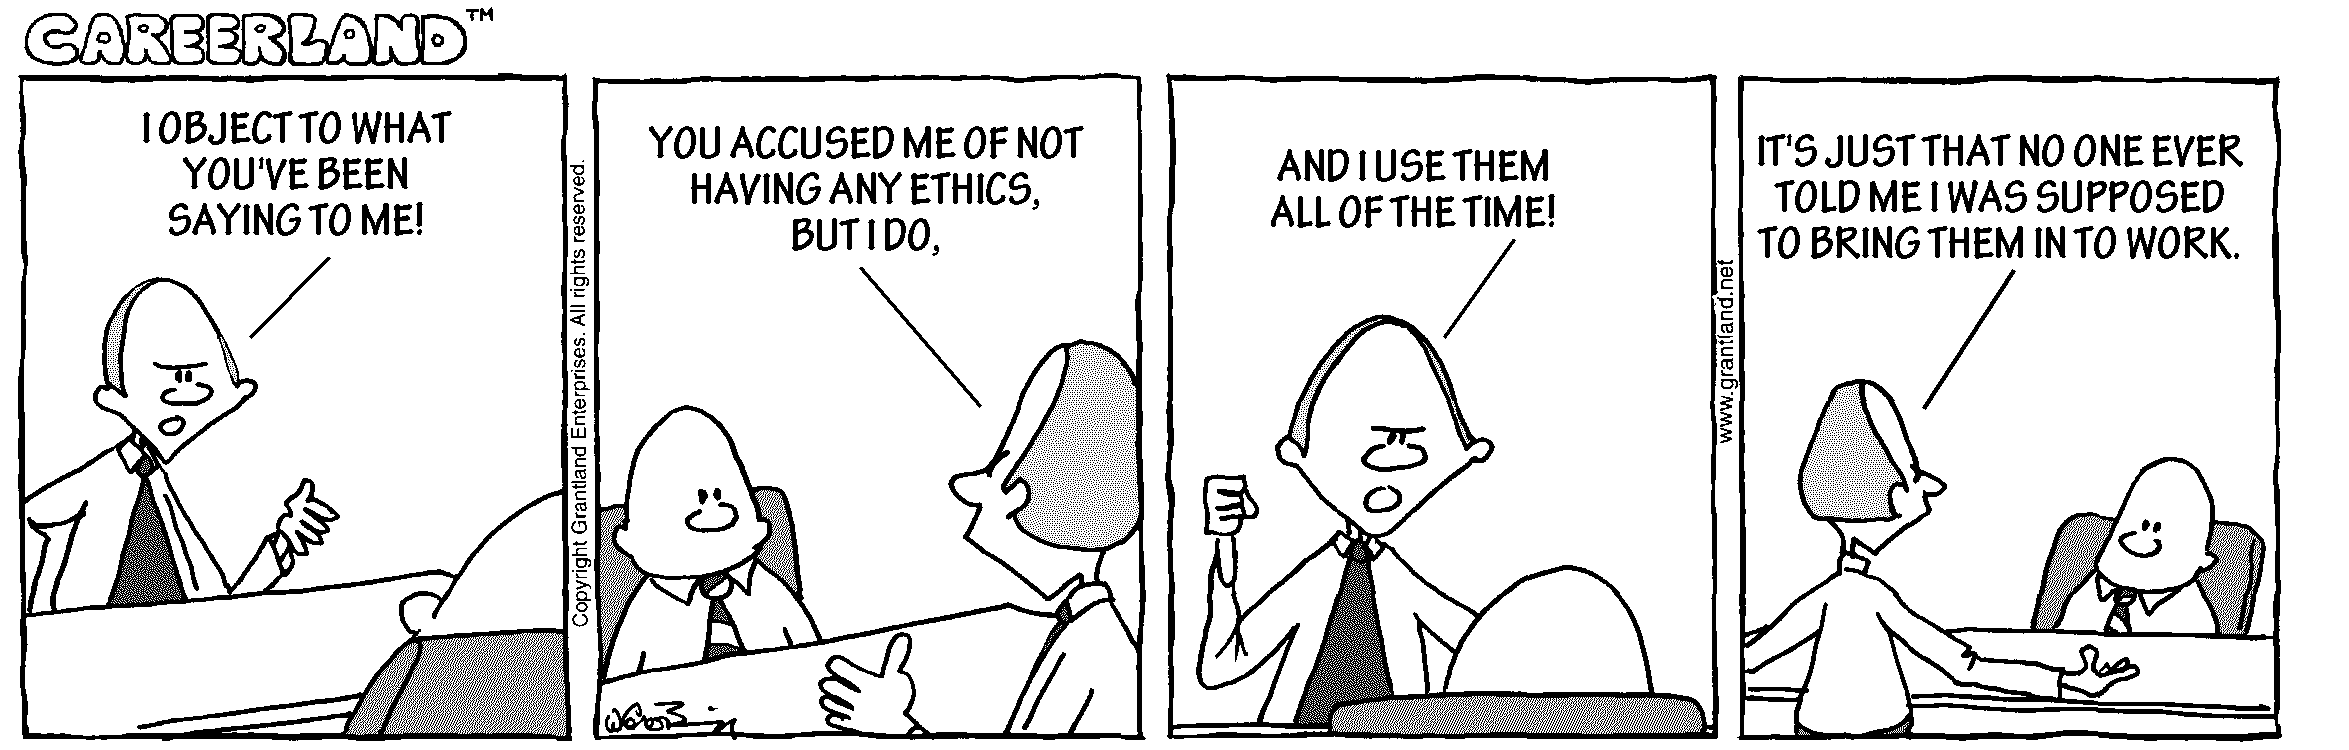 CAREERLAND™
I OBJECT TO WHAT
YOU'VE BEEN
SAYING TO ME!
Copyright Grantland Enterprises. All rights reserved.
YOU ACCUSED ME OF NOT
HAVING ANY ETHICS,
BUT I DO,
AND I USE THEM
ALL OF THE TIME!
www.grantland.net
IT'S JUST THAT NO ONE EVER
TOLD ME I WAS SUPPOSED
TO BRING THEM IN TO WORK.